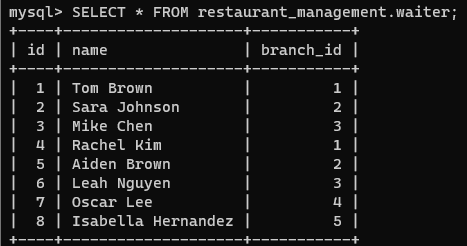 mysql> SELECT * FROM restaurant_management.waiter;
+----+--------------------+-----------+
| id | name               | branch_id |
+----+--------------------+-----------+
|  1 | Tom Brown          |         1 |
|  2 | Sara Johnson       |         2 |
|  3 | Mike Chen          |         3 |
|  4 | Rachel Kim         |         1 |
|  5 | Aiden Brown        |         2 |
|  6 | Leah Nguyen        |         3 |
|  7 | Oscar Lee          |         4 |
|  8 | Isabella Hernandez |         5 |
+----+--------------------+-----------+